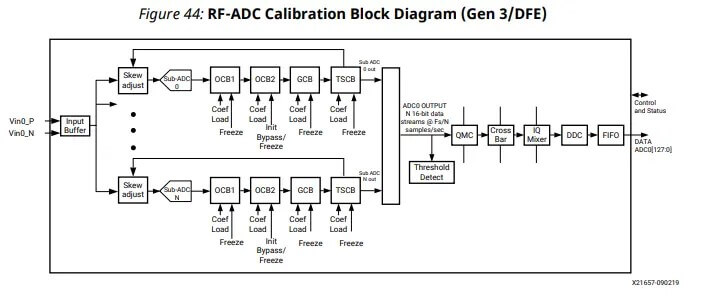 Figure 44: RF-ADC Calibration Block Diagram (Gen 3/DFE)
Sub ADC
0 out
Skew
adjust
Sub-ADC
0
OCB1
OCB2
GCB
TSCB
Coef
Load
Freeze
Init
Bypass/
Freeze
Coef
Load
Freeze
Coef
Load
Freeze
Vin0_P
Vin0_N
Input
Buffer
ADC0 OUTPUT
N 16-bit data
streams @ Fs/N
samples/sec
QMC
Cross
Bar
IQ
Mixer
DDC
FIFO
Control
and Status
DATA
ADC0[127:0]
Threshold
Detect
Sub ADC
N out
Skew
adjust
Sub-ADC
N
OCB1
OCB2
GCB
TSCB
Coef
Load
Freeze
Init
Bypass/
Freeze
Coef
Load
Freeze
Coef
Load
Freeze
X21657-090219